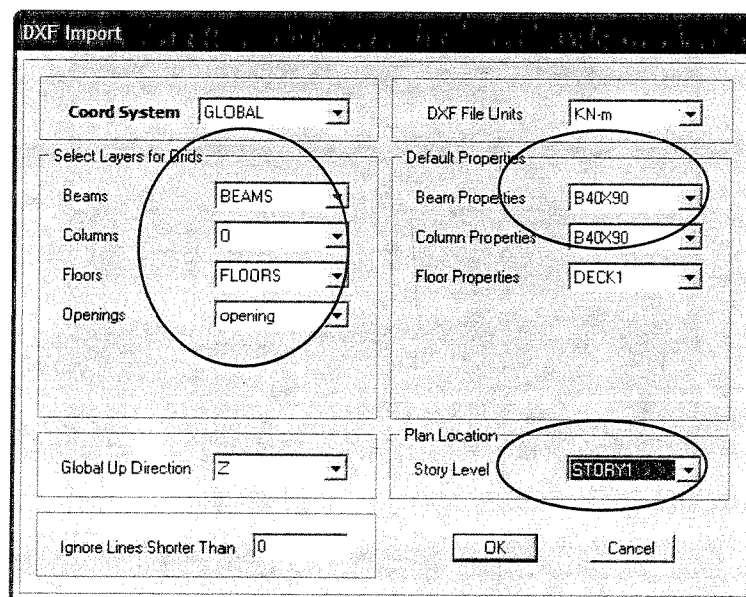 DXF Import
Coord System GLOBAL
DXF File Units KN-m
Select Layers for Grids
Beams BEAMS
Columns 0
Floors FLOORS
Openings opening
Default Properties
Beam Properties B40X90
Column Properties B40X90
Floor Properties DECK1
Global Up Direction Z
Plan Location
Story Level STORY1
Ignore Lines Shorter Than 0
OK
Cancel